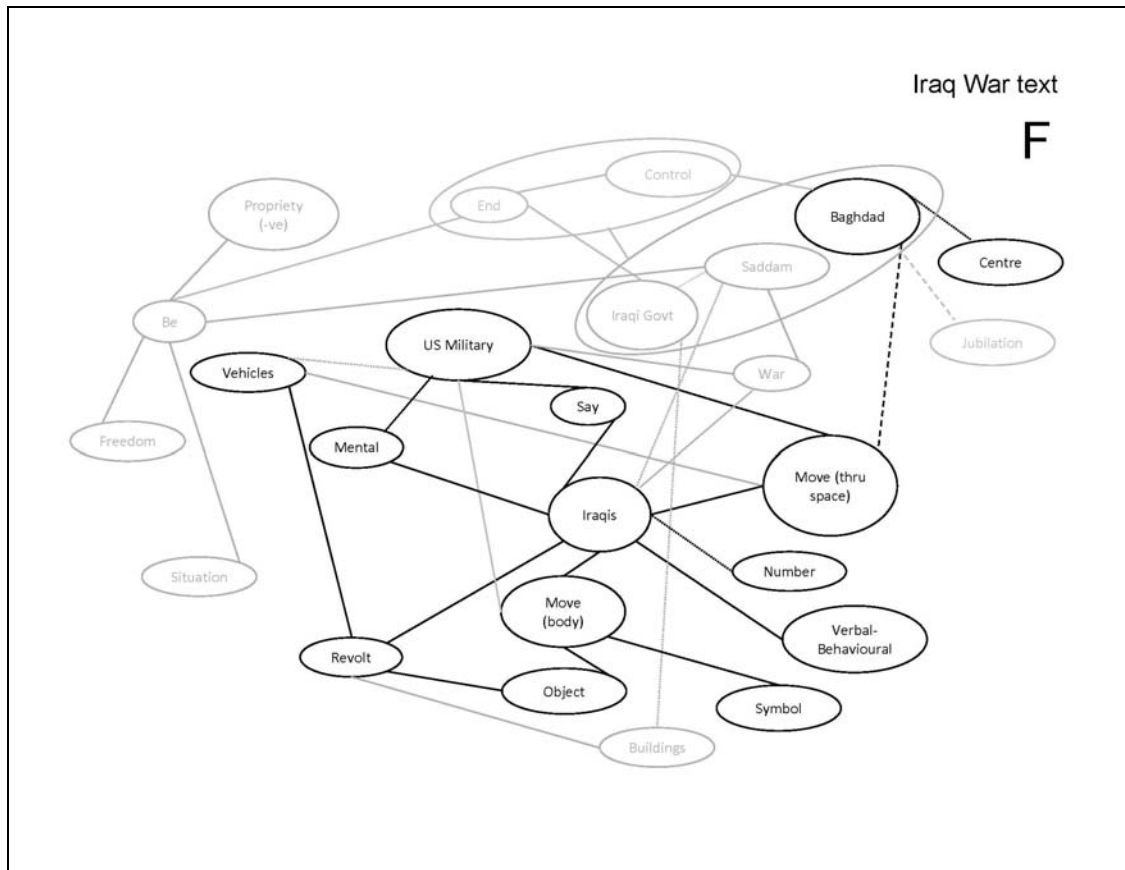 Iraq War text
F
Control
End
Propriety
(-ve)
Baghdad
Centre
Saddam
Iraqi Govt
Be
US Military
Jubilation
Vehicles
War
Say
Freedom
Mental
Move (thru
space)
Iraqis
Number
Situation
Move
(body)
Verbal-
Behavioural
Revolt
Object
Symbol
Buildings